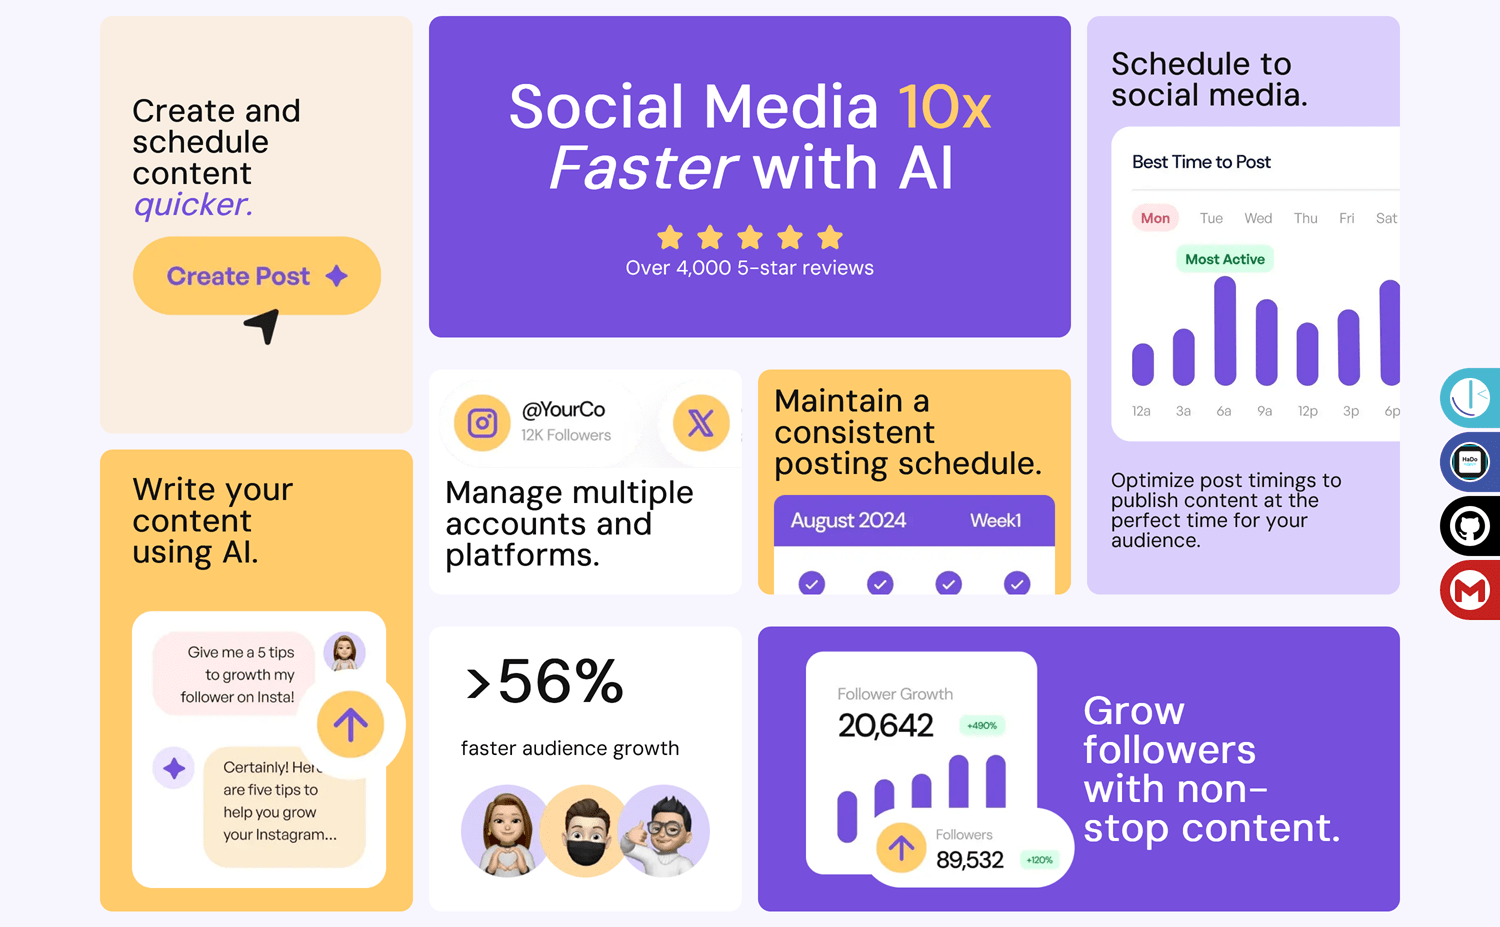 Create and
schedule
content
quicker.
Create Post
Social Media 10x
Faster with AI
Over 4,000 5-star reviews
Schedule to
social media.
Best Time to Post
Mon Tue Wed Thu Fri Sat
Most Active
12a 3a 6a 9a 12p 3p 6p
Optimize post timings to
publish content at the
perfect time for your
audience.
@YourCo
12K Followers
Manage multiple
accounts and
platforms.
Maintain a
consistent
posting schedule.
August 2024 Week1
Write your
content
using AI.
Give me a 5 tips
to growth my
follower on Insta!
Certainly! Here
are five tips to
help you grow
your Instagram...
>56%
faster audience growth
Follower Growth
20,642 +490%
Followers
89,532 +120%
Grow
followers
with non-
stop content.
HaDo